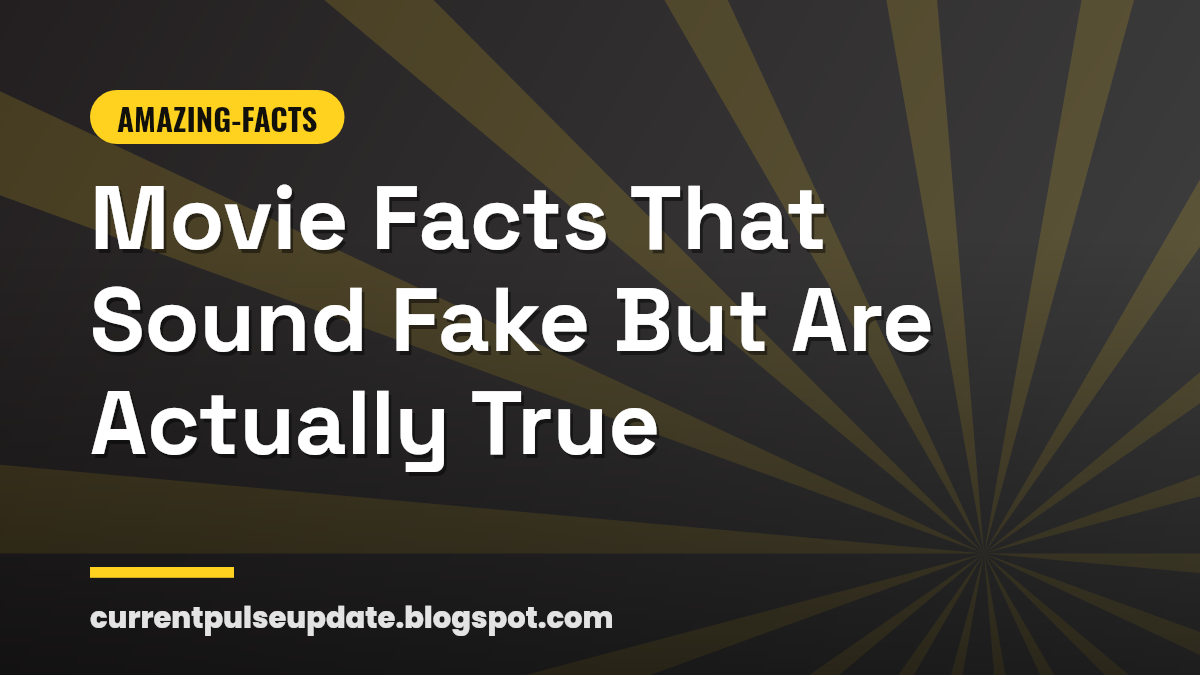 AMAZING-FACTS
Movie Facts That
Sound Fake But Are
Actually True
currentpulseupdate.blogspot.com